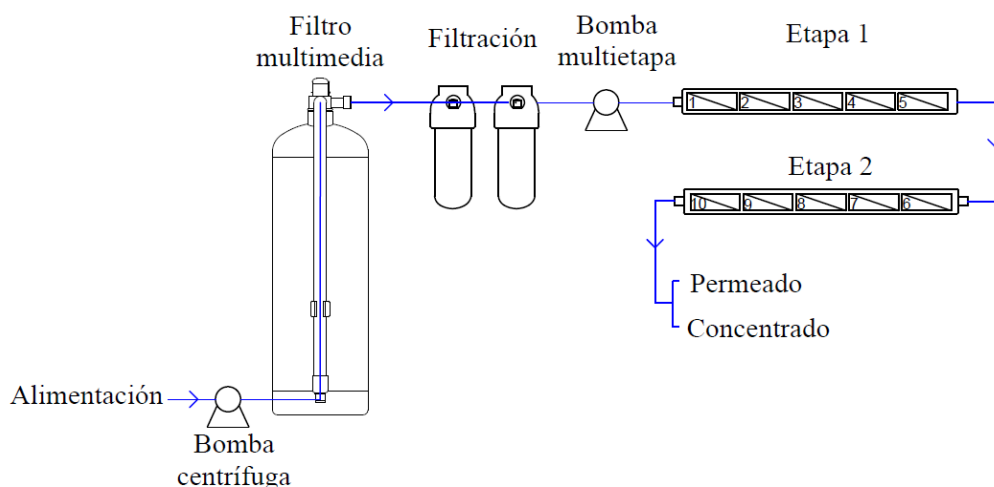 Filtro
multimedia
Filtración
Bomba
multietapa
Etapa 1
1 2 3 4 5
Etapa 2
10 9 8 7 6
Permeado
Concentrado
Alimentación
Bomba
centrífuga